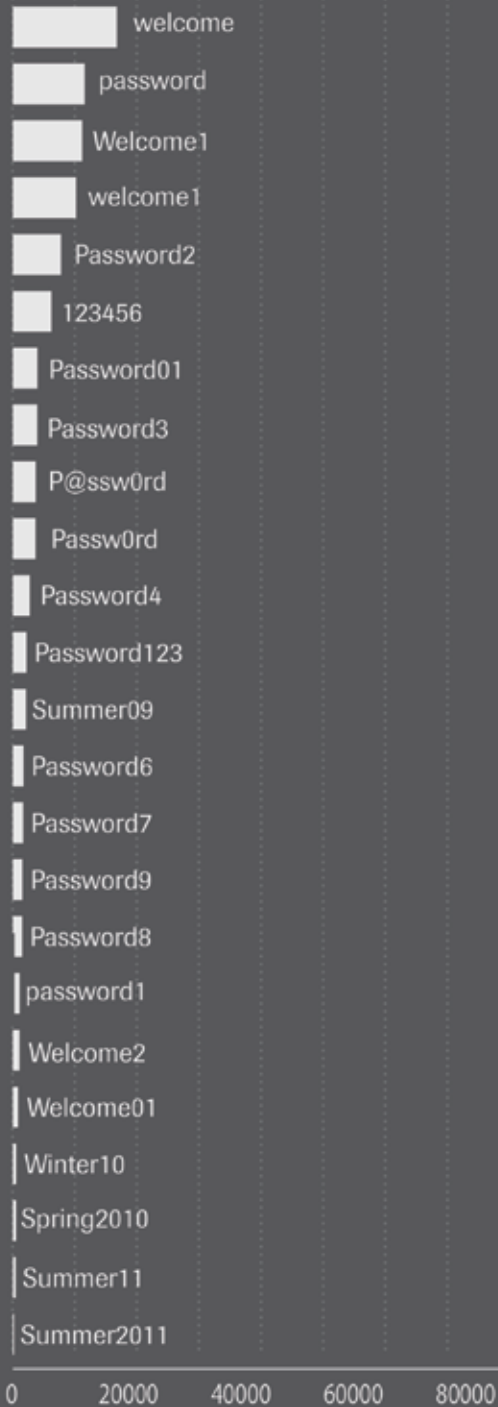 welcome
password
Welcome1
welcome1
Password2
123456
Password01
Password3
P@ssw0rd
Passw0rd
Password4
Password123
Summer09
Password6
Password7
Password9
Password8
password1
Welcome2
Welcome01
Winter10
Spring2010
Summer11
Summer2011
0 20000 40000 60000 80000